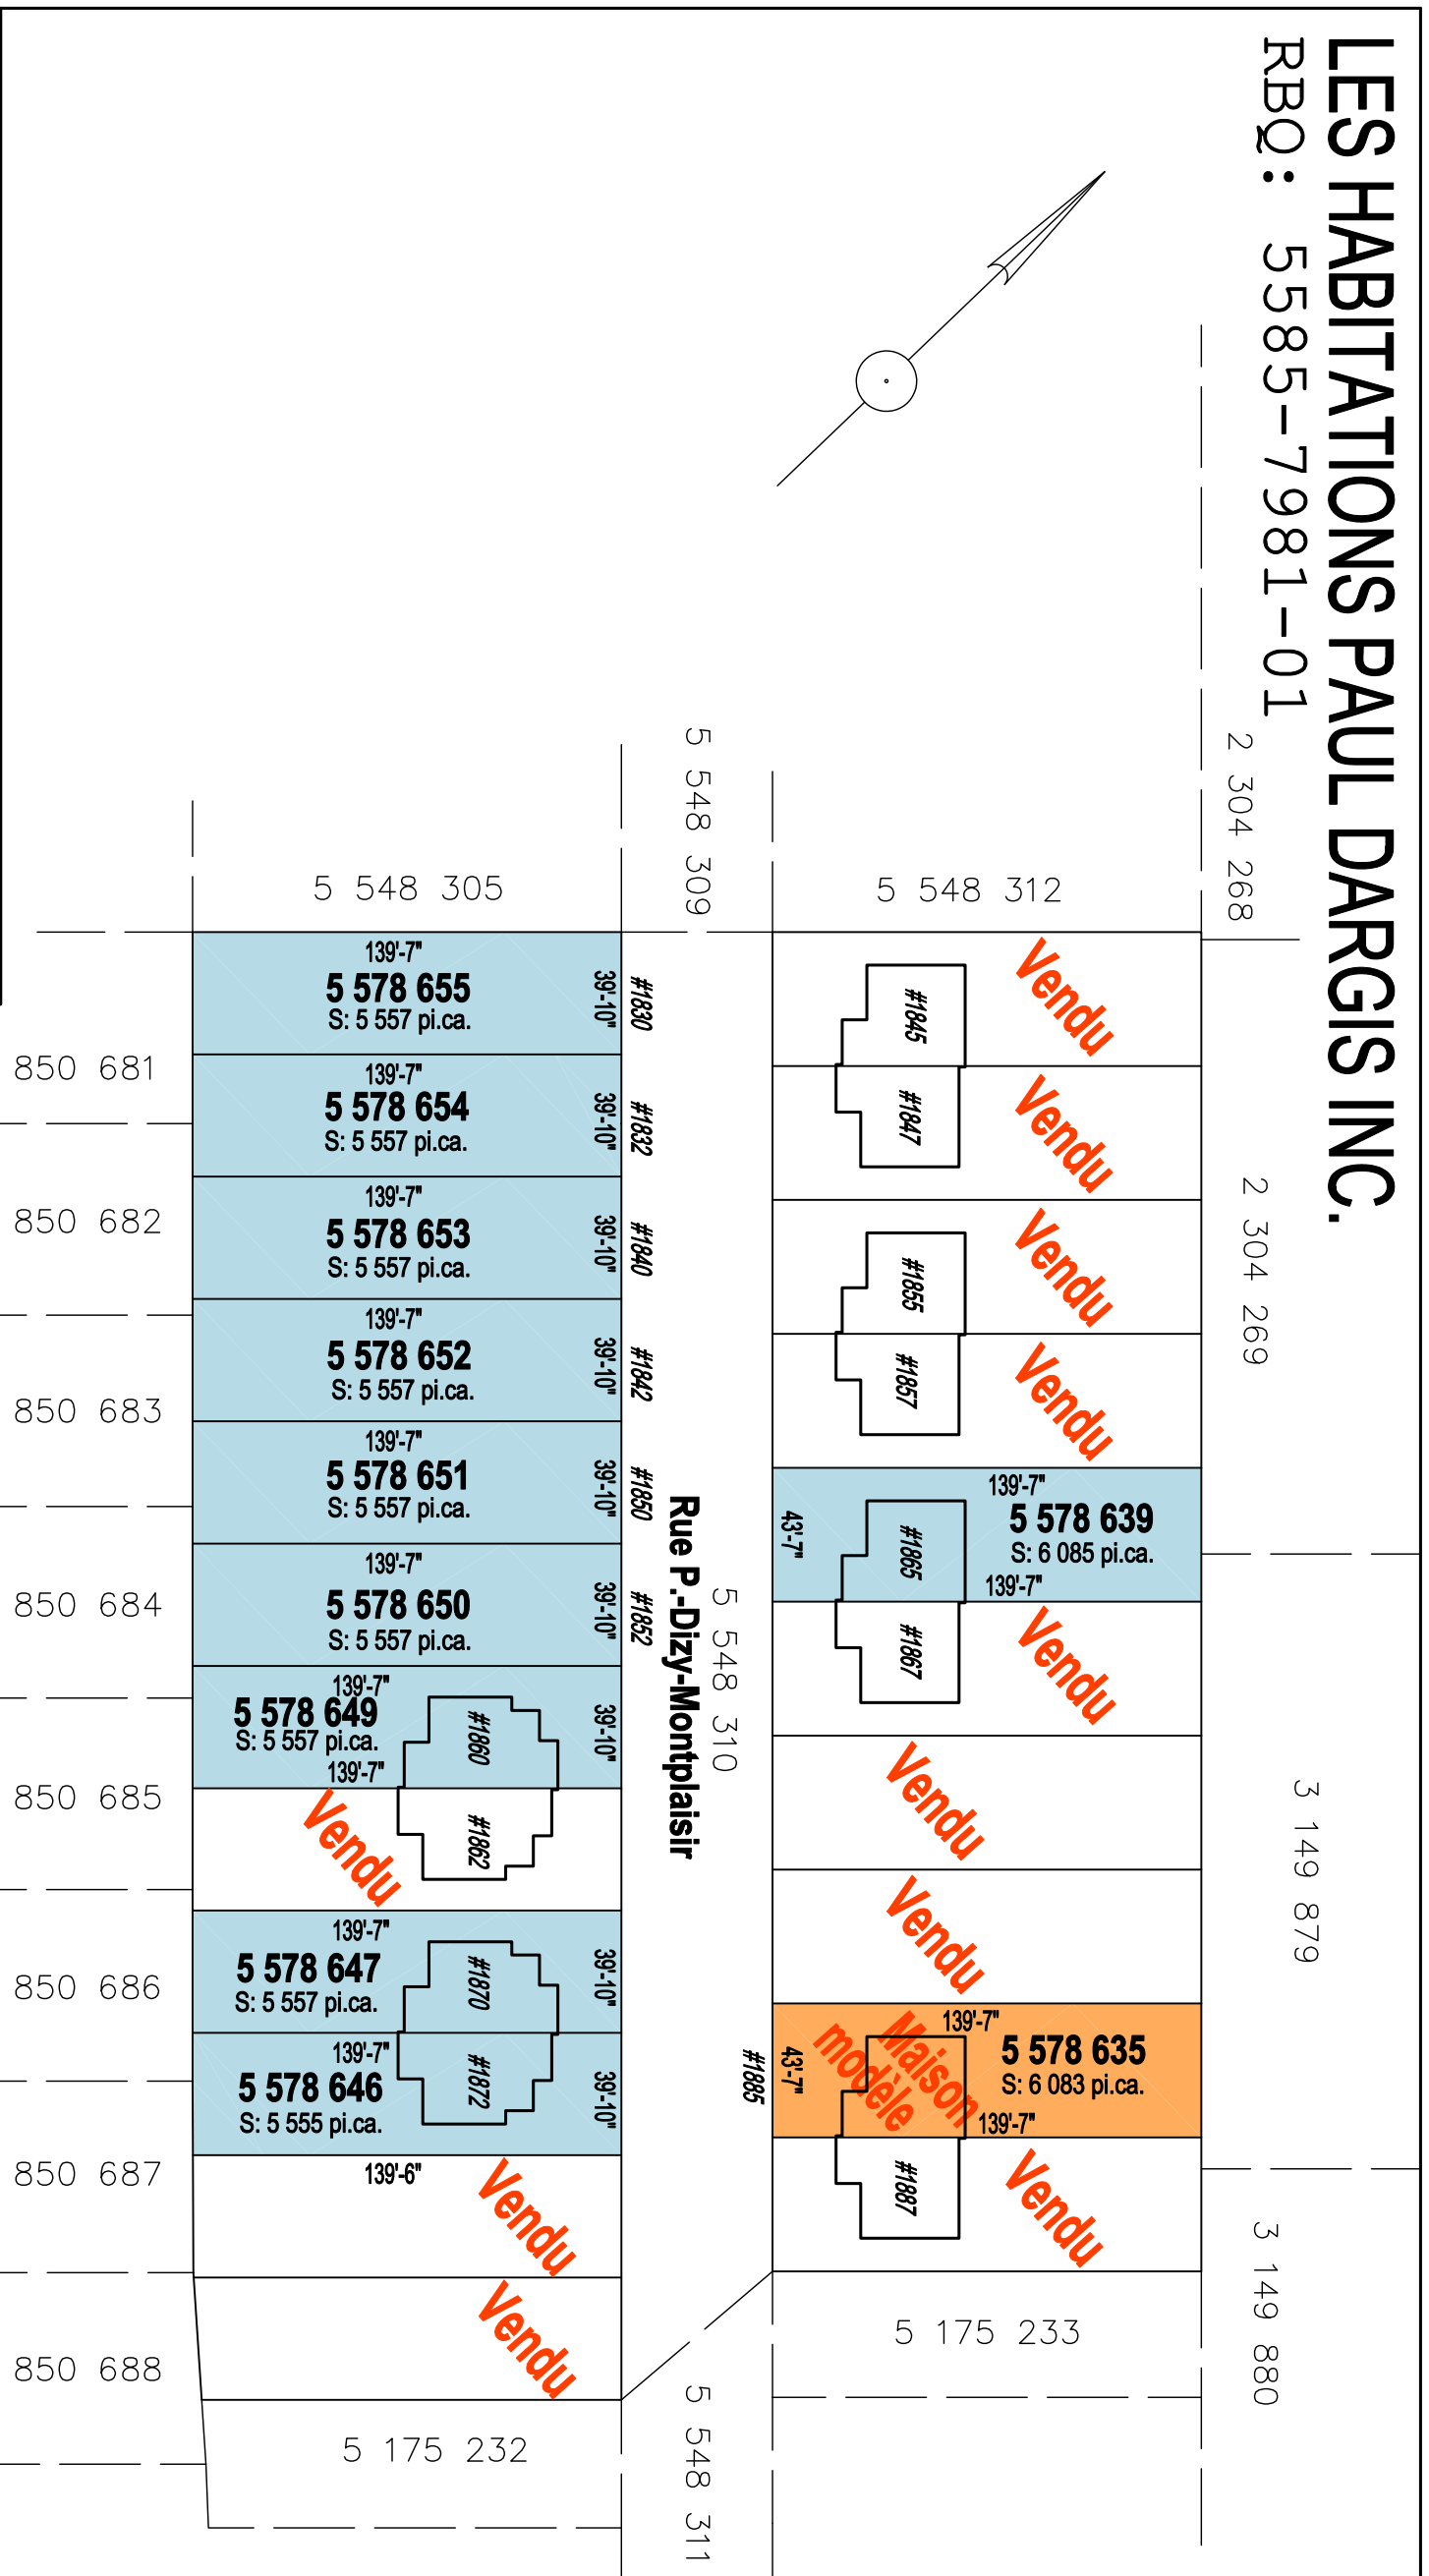 LES HABITATIONS PAUL DARGIS INC.
RBQ: 5585-7981-01
2 304 268
2 304 269
3 149 879
3 149 880
5 548 312
Vendu
#1845
Vendu
#1847
Vendu
#1855
Vendu
#1857
139'-7"
5 578 639
S: 6 085 pi.ca.
139'-7"
43'-7"
#1865
Vendu
#1867
Vendu
Vendu
139'-7"
5 578 635
S: 6 083 pi.ca.
139'-7"
43'-7"
Maison
modèle
#1885
Vendu
#1887
5 175 233
5 548 309
Rue P.-Dizy-Montplaisir
5 548 310
5 548 311
5 548 305
139'-7"
5 578 655
S: 5 557 pi.ca.
39'-10"
#1830
139'-7"
5 578 654
S: 5 557 pi.ca.
39'-10"
#1832
139'-7"
5 578 653
S: 5 557 pi.ca.
39'-10"
#1840
139'-7"
5 578 652
S: 5 557 pi.ca.
39'-10"
#1842
139'-7"
5 578 651
S: 5 557 pi.ca.
39'-10"
#1850
139'-7"
5 578 650
S: 5 557 pi.ca.
39'-10"
#1852
139'-7"
5 578 649
S: 5 557 pi.ca.
139'-7"
39'-10"
#1860
Vendu
#1862
139'-7"
5 578 647
S: 5 557 pi.ca.
39'-10"
#1870
139'-7"
5 578 646
S: 5 555 pi.ca.
39'-10"
#1872
139'-6"
Vendu
Vendu
5 175 232
850 681
850 682
850 683
850 684
850 685
850 686
850 687
850 688